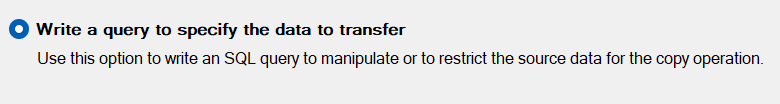 Write a query to specify the data to transfer
Use this option to write an SQL query to manipulate or to restrict the source data for the copy operation.